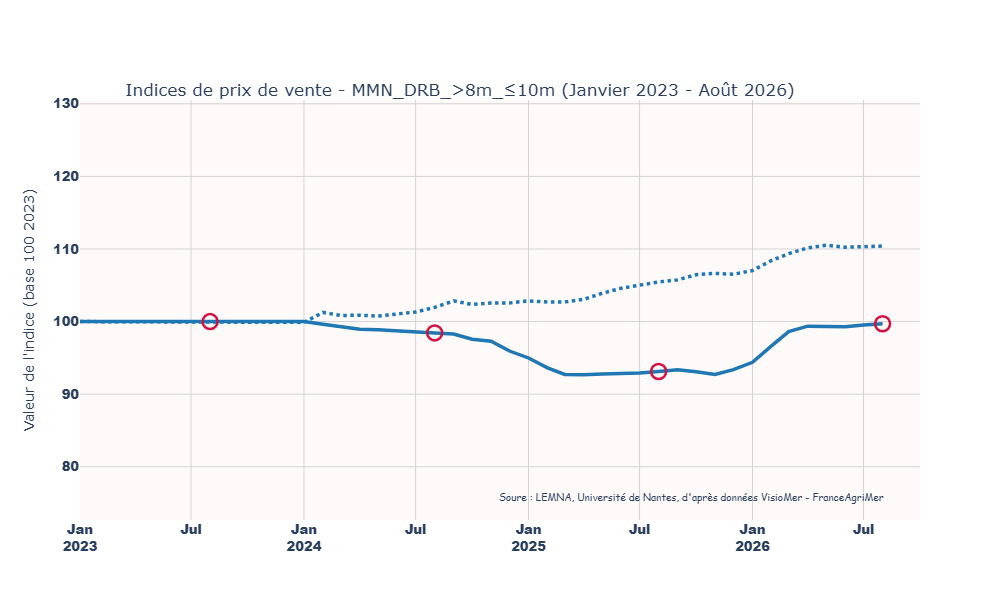 Indices de prix de vente - MMN_DRB_>8m_≤10m (Janvier 2023 - Août 2026)
130
120
110
100
90
80
Valeur de l'indice (base 100 2023)
Soure : LEMNA, Université de Nantes, d'après données VisioMer - FranceAgriMer
Jan Jul Jan Jul Jan Jul Jan Jul
2023 2024 2025 2026